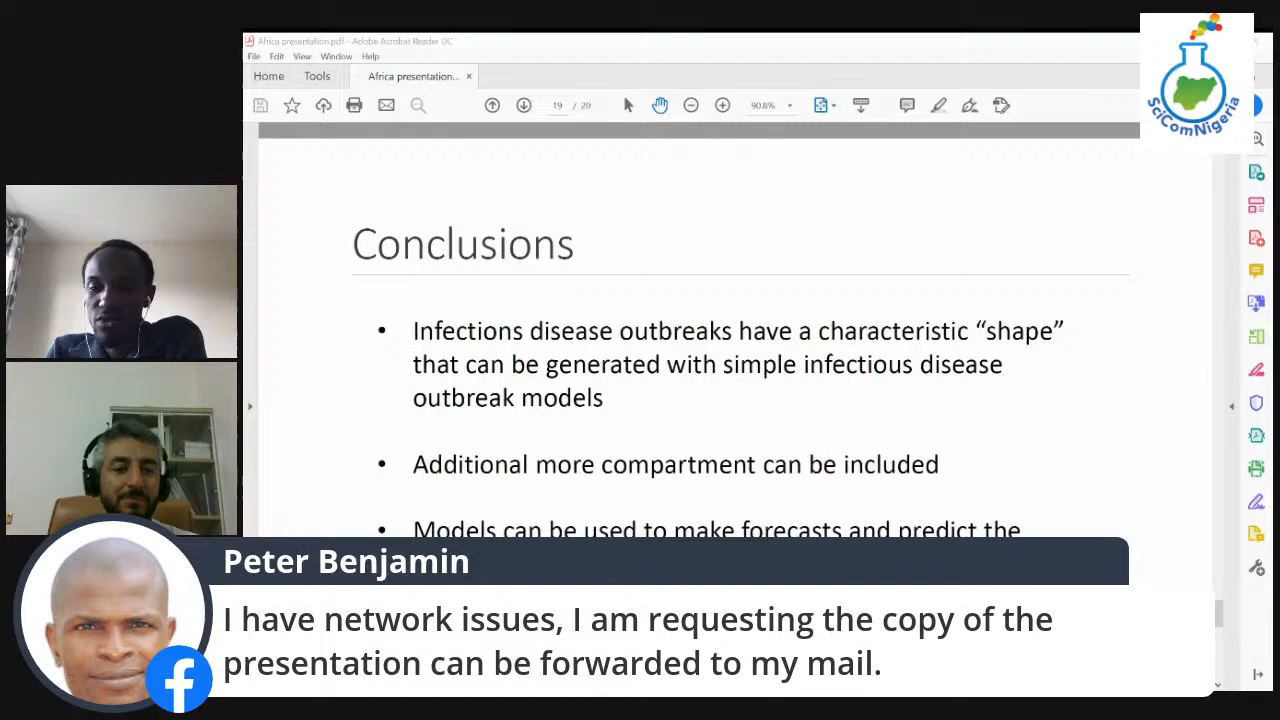 Africa presentation.pdf - Adobe Acrobat Reader DC
File Edit View Window Help
Home Tools Africa presentation... ×
19 / 20 90.8%
SciComNigeria
Conclusions
• Infections disease outbreaks have a characteristic “shape”
that can be generated with simple infectious disease
outbreak models
• Additional more compartment can be included
• Models can be used to make forecasts and predict the
Peter Benjamin
I have network issues, I am requesting the copy of the
presentation can be forwarded to my mail.